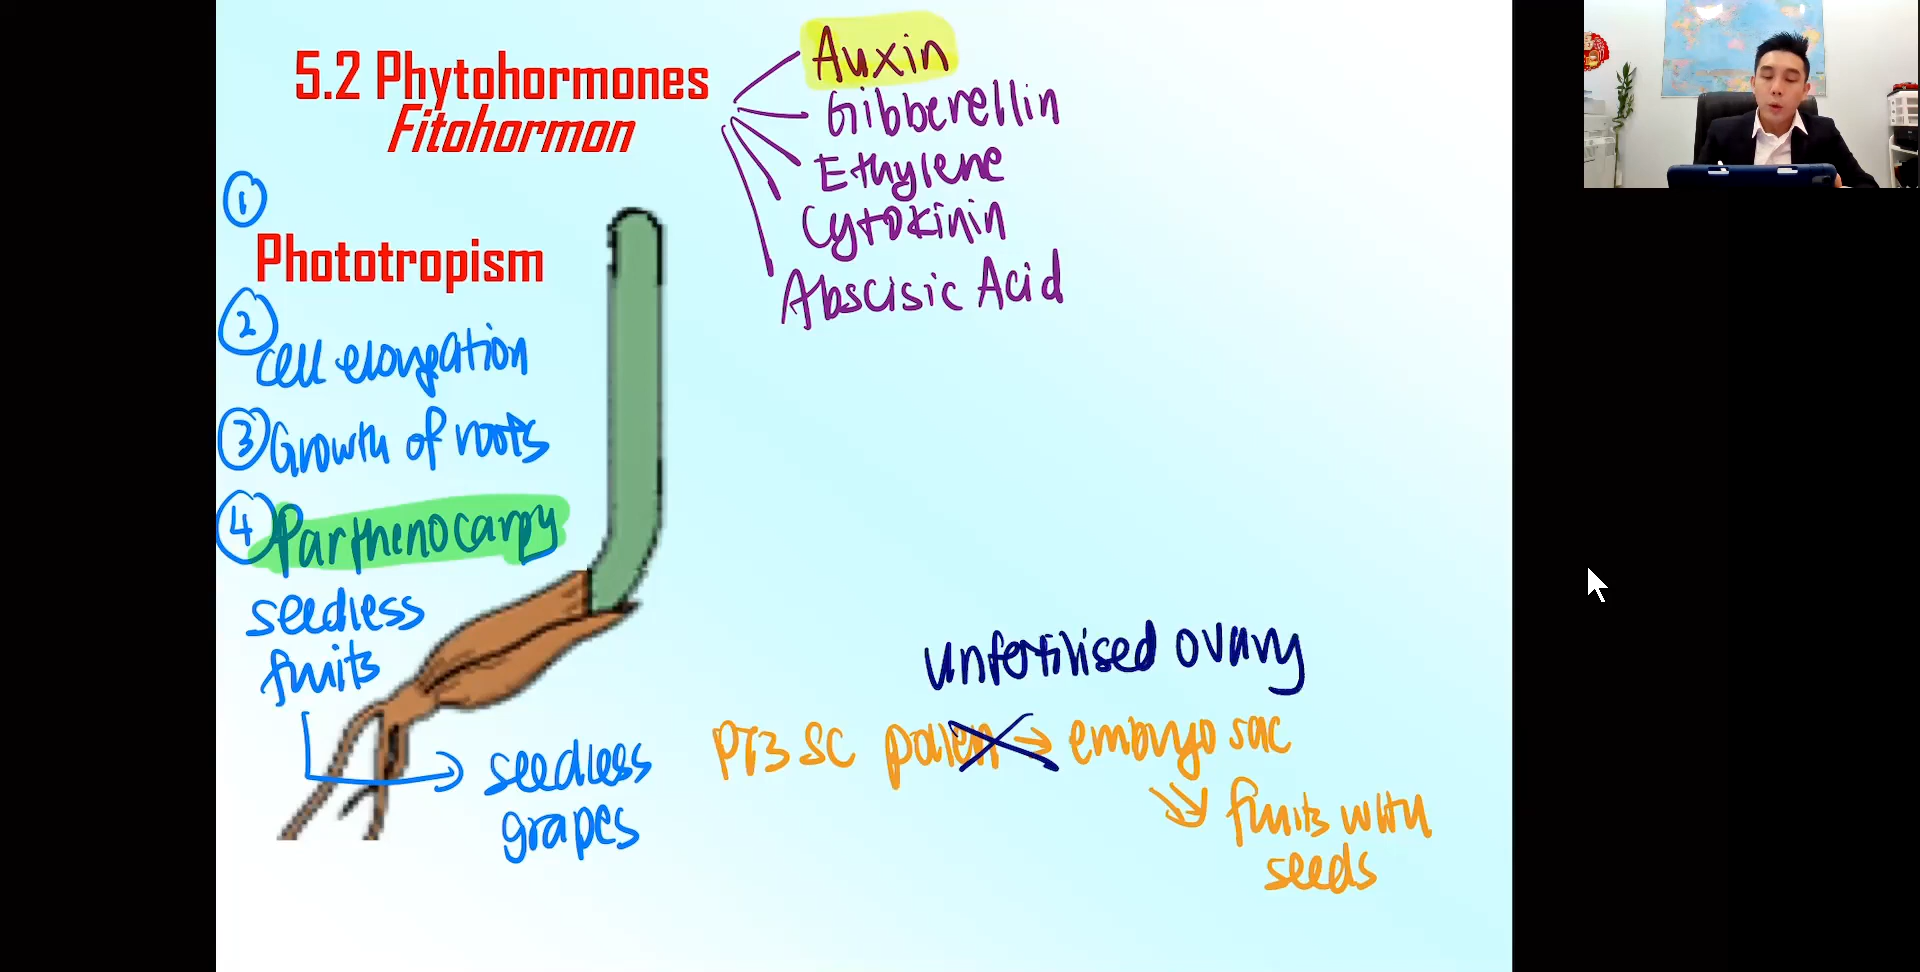 5.2 Phytohormones
Fitohormon
Auxin
Gibberellin
Ethylene
Cytokinin
Abscisic Acid
1
Phototropism
2
cell elongation
3 Growth of roots
4 Parthenocarpy
seedless
fruits
seedless
grapes
unfertilised ovary
PT3 SC pollen → embryo sac
fruits with
seeds